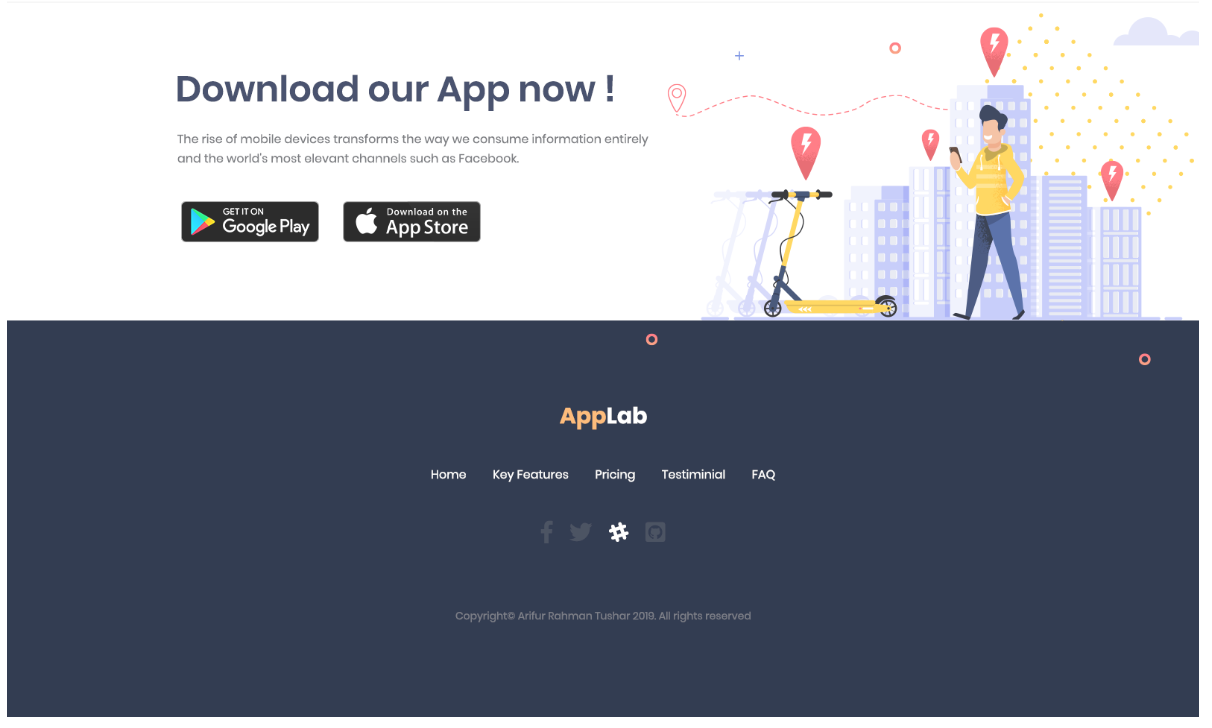 Download our App now !
The rise of mobile devices transforms the way we consume information entirely
and the world's most elevant channels such as Facebook.
GET IT ON
Google Play
Download on the
App Store
AppLab
Home Key Features Pricing Testiminial FAQ
Copyright© Arifur Rahman Tushar 2019. All rights reserved